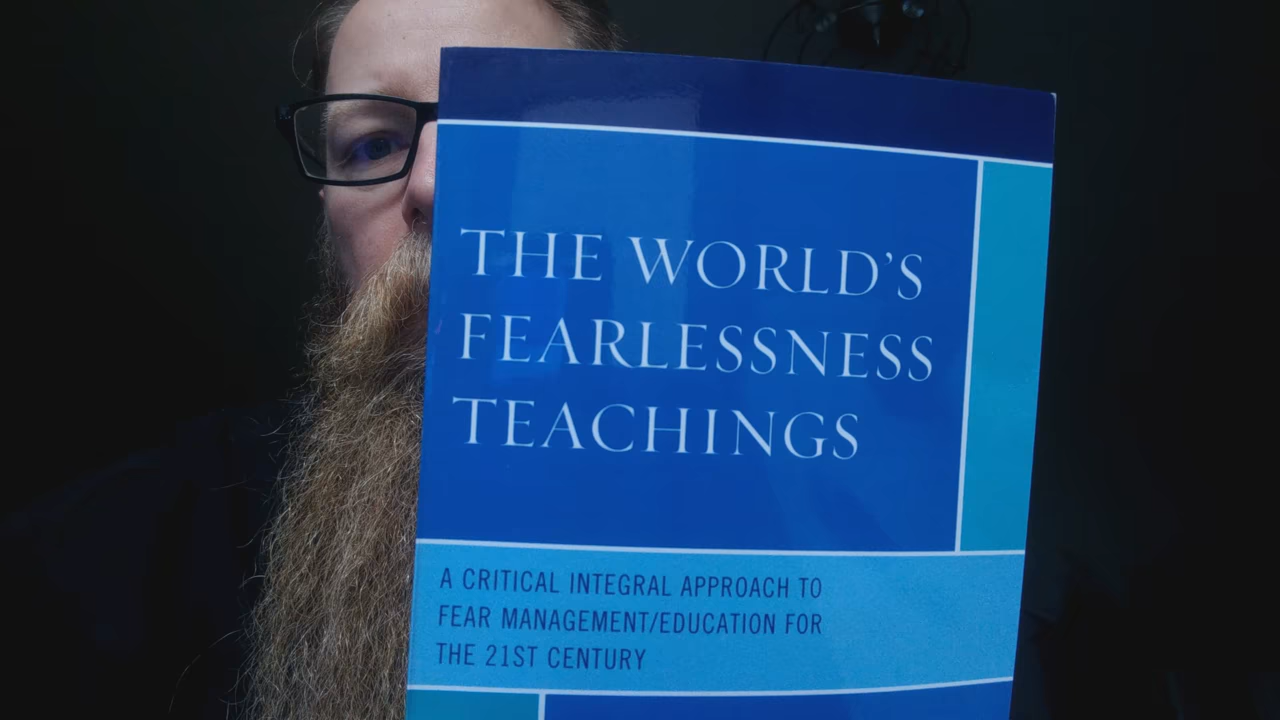 THE WORLD'S
FEARLESSNESS
TEACHINGS
A CRITICAL INTEGRAL APPROACH TO
FEAR MANAGEMENT/EDUCATION FOR
THE 21ST CENTURY